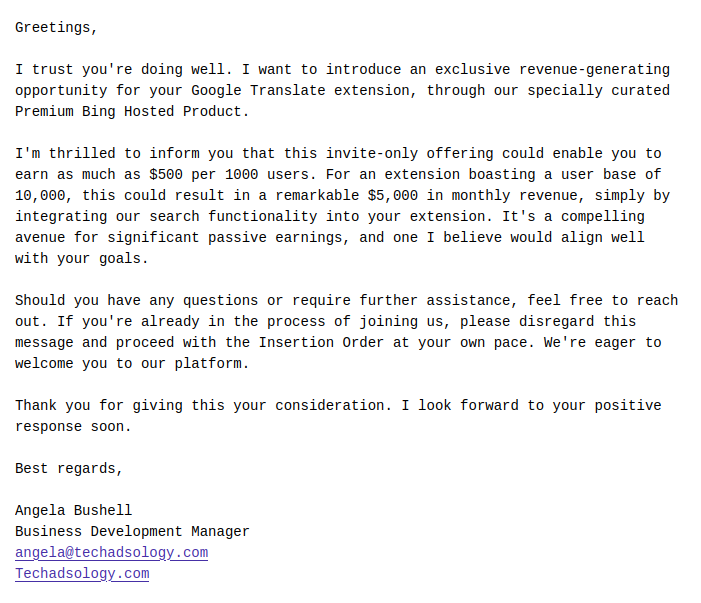 Greetings,
I trust you're doing well. I want to introduce an exclusive revenue-generating
opportunity for your Google Translate extension, through our specially curated
Premium Bing Hosted Product.
I'm thrilled to inform you that this invite-only offering could enable you to
earn as much as $500 per 1000 users. For an extension boasting a user base of
10,000, this could result in a remarkable $5,000 in monthly revenue, simply by
integrating our search functionality into your extension. It's a compelling
avenue for significant passive earnings, and one I believe would align well
with your goals.
Should you have any questions or require further assistance, feel free to reach
out. If you're already in the process of joining us, please disregard this
message and proceed with the Insertion Order at your own pace. We're eager to
welcome you to our platform.
Thank you for giving this your consideration. I look forward to your positive
response soon.
Best regards,
Angela Bushell
Business Development Manager
angela@techadsology.com
Techadsology.com